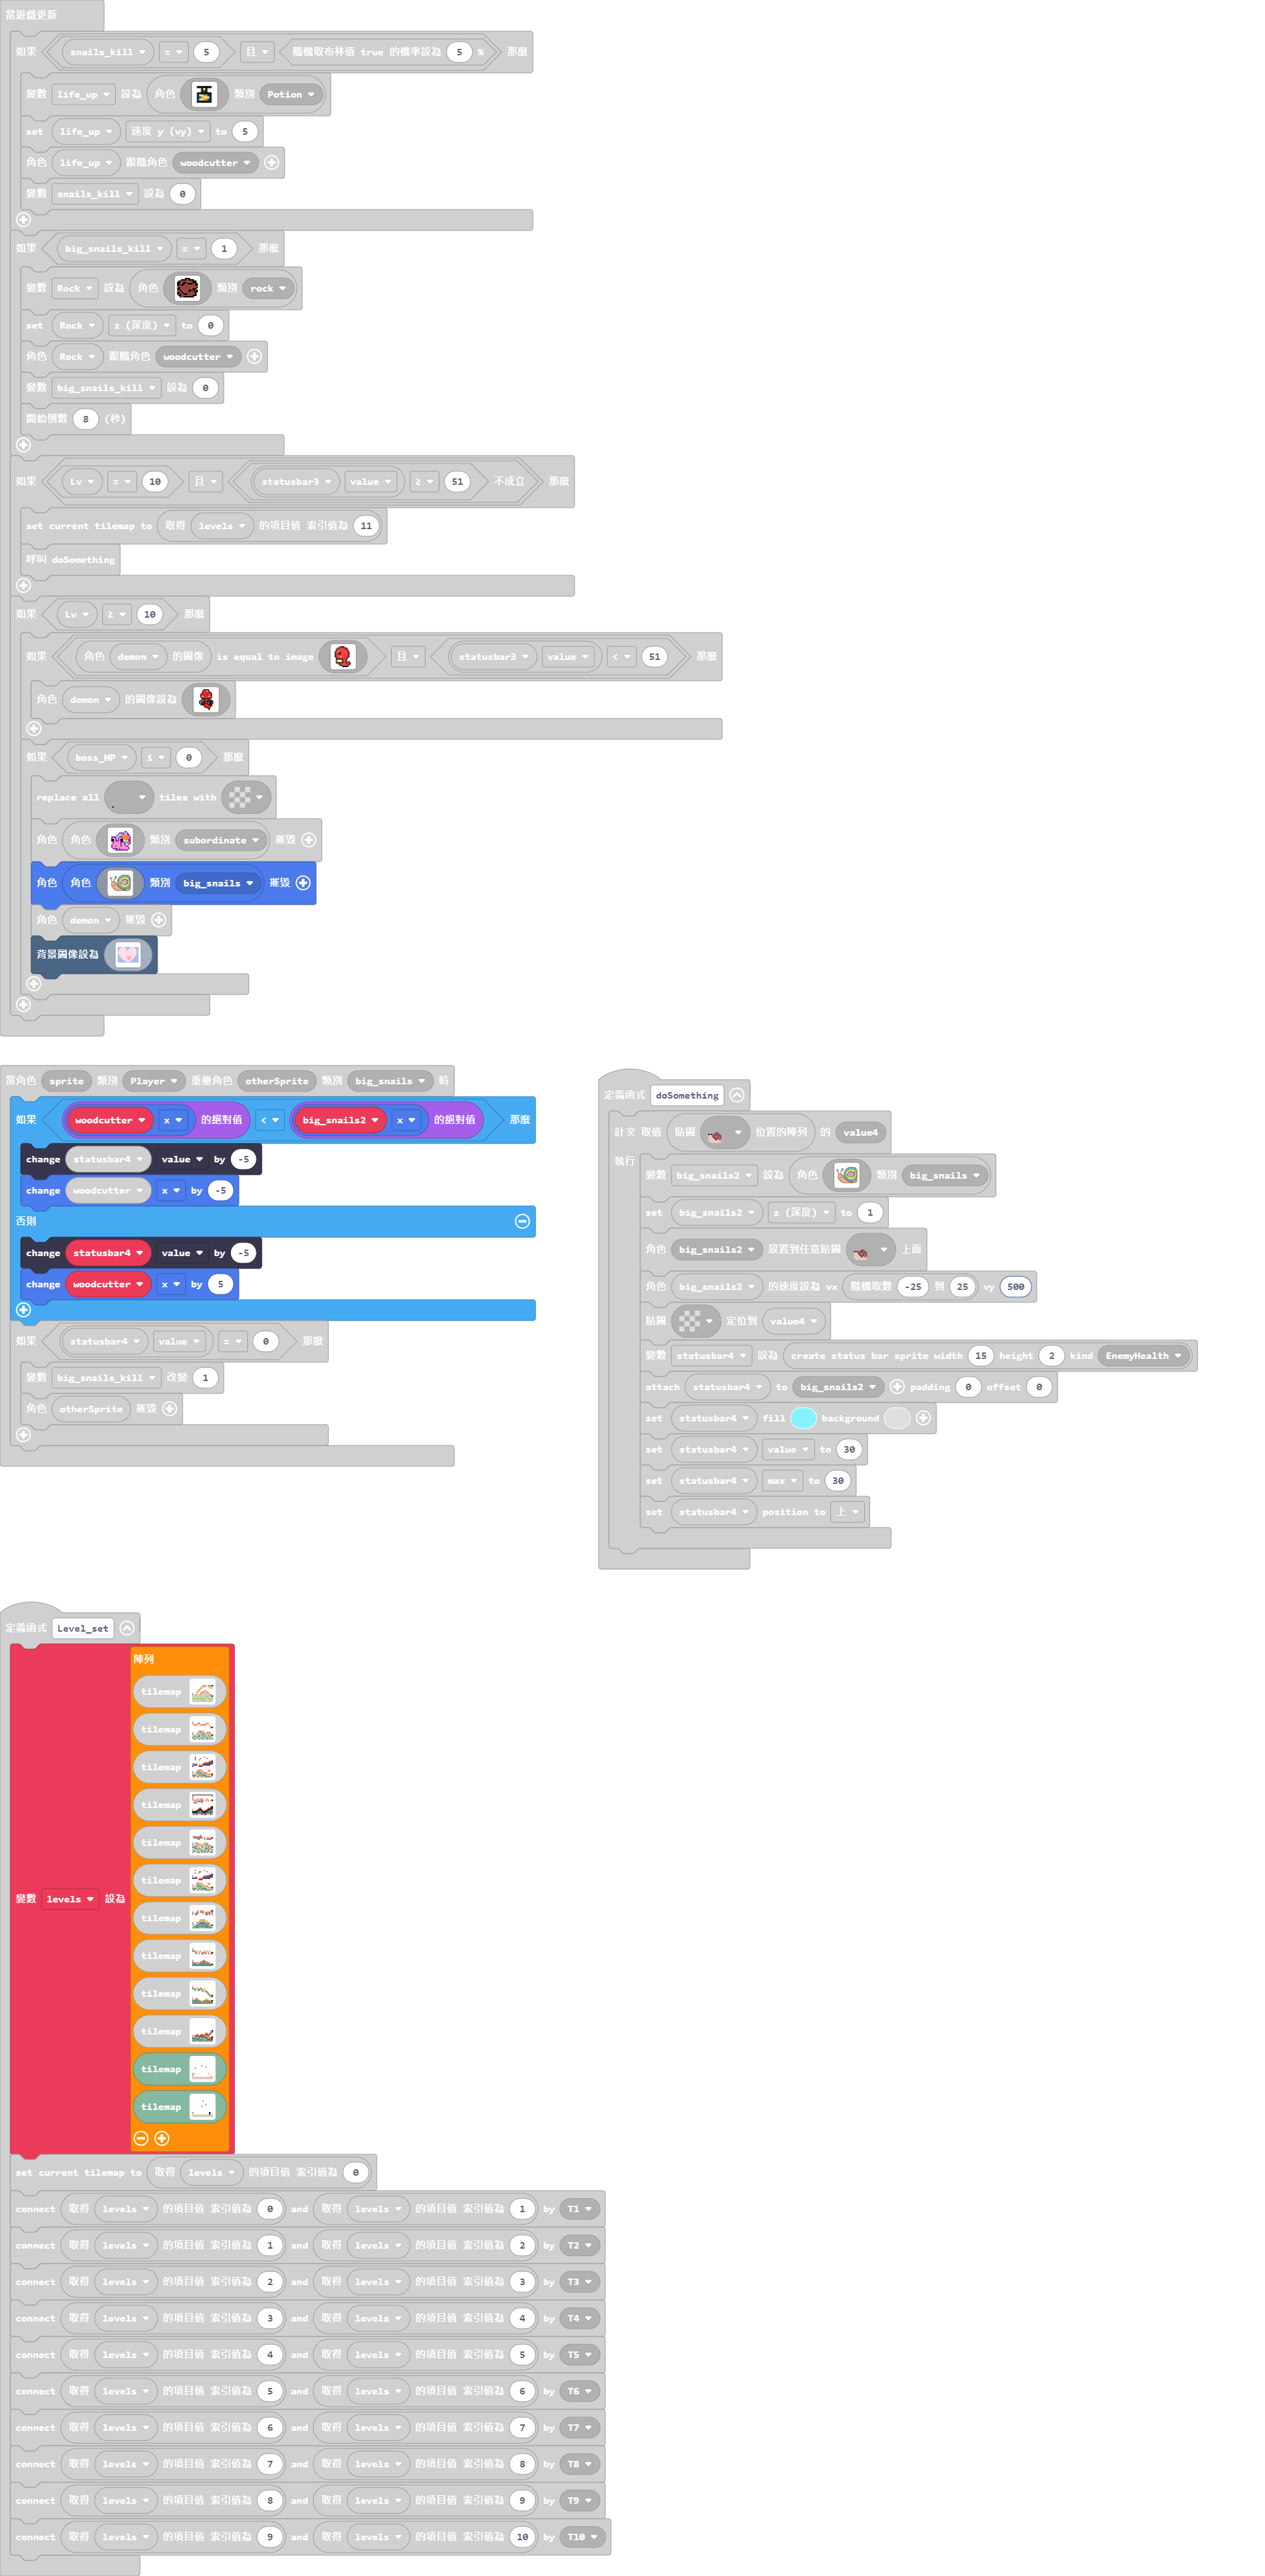 當遊戲更新
如果 snails_kill = 5 且 隨機取布林值 true 的機率設為 5 % 那麼
變數 life_up 設為 角色 類別 Potion
set life_up 速度 y (vy) to 5
角色 life_up 跟隨角色 woodcutter
變數 snails_kill 設為 0
如果 big_snails_kill = 1 那麼
變數 Rock 設為 角色 類別 rock
set Rock z (深度) to 0
角色 Rock 跟隨角色 woodcutter
變數 big_snails_kill 設為 0
開始倒數 8 (秒)
如果 Lv = 10 且 statusbar3 value ≥ 51 不成立 那麼
set current tilemap to 取得 levels 的項目值 索引值為 11
呼叫 doSomething
如果 Lv ≥ 10 那麼
如果 角色 demon 的圖像 is equal to image 且 statusbar3 value < 51 那麼
角色 demon 的圖像設為
如果 boss_HP ≤ 0 那麼
replace all tiles with
角色 角色 類別 subordinate 摧毀
角色 角色 類別 big_snails 摧毀
角色 demon 摧毀
背景圖像設為
當角色 sprite 類別 Player 重疊角色 otherSprite 類別 big_snails 時
如果 woodcutter x 的絕對值 < big_snails2 x 的絕對值 那麼
change statusbar4 value by -5
change woodcutter x by -5
否則
change statusbar4 value by -5
change woodcutter x by 5
如果 statusbar4 value = 0 那麼
變數 big_snails_kill 改變 1
角色 otherSprite 摧毀
定義函式 doSomething
計次 取值 貼圖 位置的陣列 的 value4
執行
變數 big_snails2 設為 角色 類別 big_snails
set big_snails2 z (深度) to 1
角色 big_snails2 放置到任意貼圖 上面
角色 big_snails2 的速度設為 vx 隨機取數 -25 到 25 vy 500
貼圖 定位到 value4
變數 statusbar4 設為 create status bar sprite width 15 height 2 kind EnemyHealth
attach statusbar4 to big_snails2 padding 0 offset 0
set statusbar4 fill background
set statusbar4 value to 30
set statusbar4 max to 30
set statusbar4 position to 上
定義函式 Level_set
變數 levels 設為
陣列
tilemap
tilemap
tilemap
tilemap
tilemap
tilemap
tilemap
tilemap
tilemap
tilemap
tilemap
tilemap
set current tilemap to 取得 levels 的項目值 索引值為 0
connect 取得 levels 的項目值 索引值為 0 and 取得 levels 的項目值 索引值為 1 by T1
connect 取得 levels 的項目值 索引值為 1 and 取得 levels 的項目值 索引值為 2 by T2
connect 取得 levels 的項目值 索引值為 2 and 取得 levels 的項目值 索引值為 3 by T3
connect 取得 levels 的項目值 索引值為 3 and 取得 levels 的項目值 索引值為 4 by T4
connect 取得 levels 的項目值 索引值為 4 and 取得 levels 的項目值 索引值為 5 by T5
connect 取得 levels 的項目值 索引值為 5 and 取得 levels 的項目值 索引值為 6 by T6
connect 取得 levels 的項目值 索引值為 6 and 取得 levels 的項目值 索引值為 7 by T7
connect 取得 levels 的項目值 索引值為 7 and 取得 levels 的項目值 索引值為 8 by T8
connect 取得 levels 的項目值 索引值為 8 and 取得 levels 的項目值 索引值為 9 by T9
connect 取得 levels 的項目值 索引值為 9 and 取得 levels 的項目值 索引值為 10 by T10